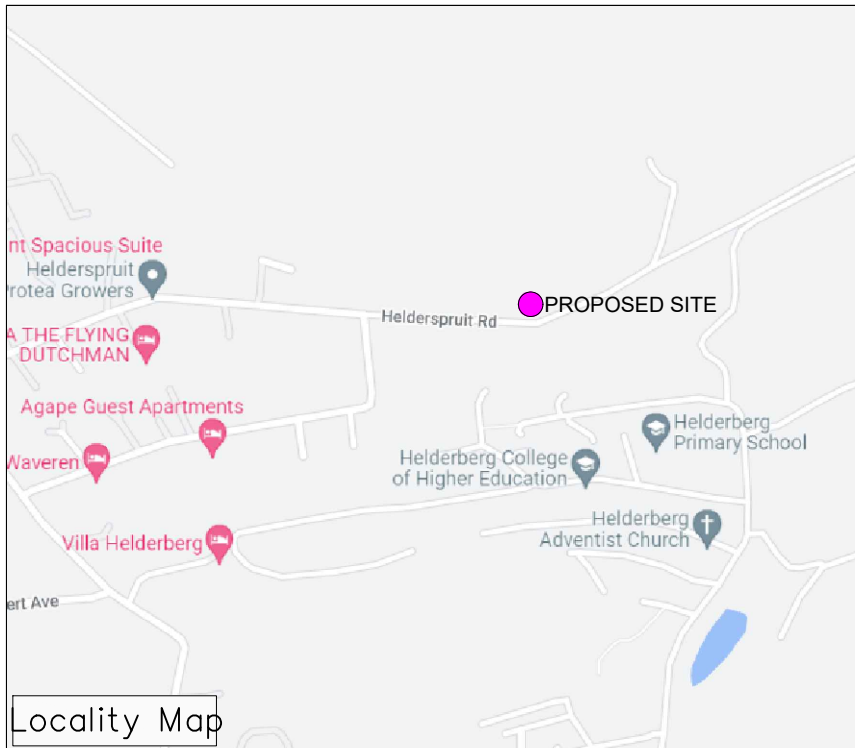 nt Spacious Suite
Helderspruit
Protea Growers
PROPOSED SITE
Helderspruit Rd
A THE FLYING
DUTCHMAN
Agape Guest Apartments
Helderberg
Primary School
Waveren
Helderberg College
of Higher Education
Helderberg
Adventist Church
Villa Helderberg
ert Ave
Locality Map